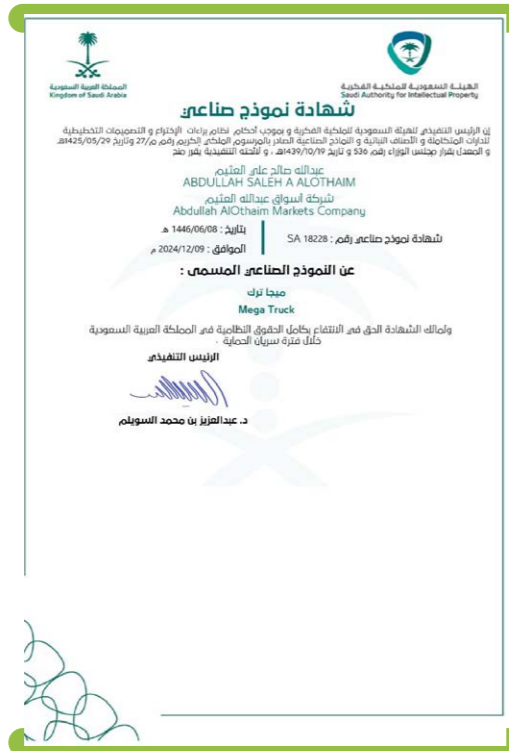 المملكة العربية السعودية
Kingdom of Saudi Arabia
الهيئة السعودية للملكية الفكرية
Saudi Authority for Intellectual Property
شهادة نموذج صناعي
إن الرئيس التنفيذي للهيئة السعودية للملكية الفكرية و بموجب أحكام نظام براءات الإختراع و التصميمات التخطيطية
للدارات المتكاملة و الأصناف النباتية و النماذج الصناعية الصادر بالمرسوم الملكي الكريم رقم م/27 وتاريخ 1425/05/29هـ
و المعدل بقرار مجلس الوزراء رقم 536 و تاريخ 1439/10/19هـ ، و لائحته التنفيذية يقرر منح
عبدالله صالح علي العثيم
ABDULLAH SALEH A ALOTHAIM
شركة أسواق عبدالله العثيم
Abdullah AlOthaim Markets Company
شهادة نموذج صناعي رقم : SA 18228
بتاريخ : 1446/06/08 هـ
الموافق : 2024/12/09 م
عن النموذج الصناعي المسمى :
ميجا ترك
Mega Truck
ولمالك الشهادة الحق في الانتفاع بكامل الحقوق النظامية في المملكة العربية السعودية
خلال فترة سريان الحماية .
الرئيس التنفيذي
د. عبدالعزيز بن محمد السويلم